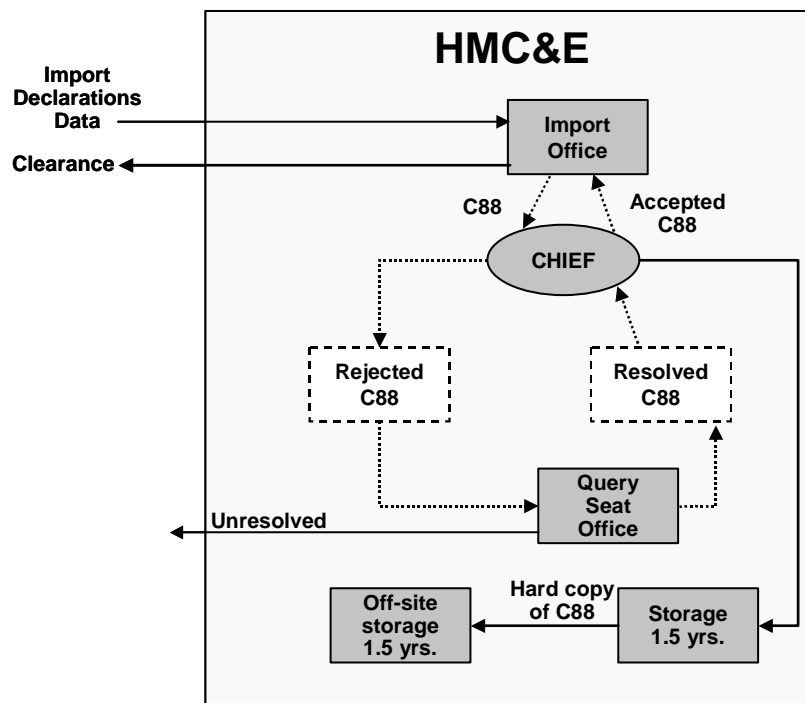 HMC&E
Import
Declarations
Data
Import
Office
Clearance
C88
Accepted
C88
CHIEF
Rejected
C88
Resolved
C88
Query
Seat
Office
Unresolved
Hard copy
of C88
Off-site
storage
1.5 yrs.
Storage
1.5 yrs.